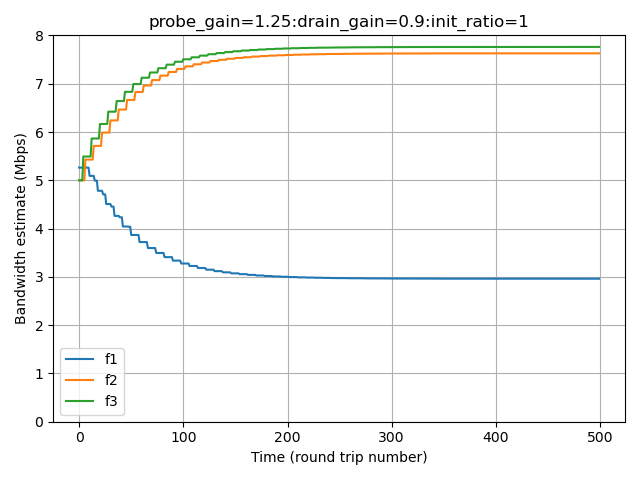 probe_gain=1.25:drain_gain=0.9:init_ratio=1
Bandwidth estimate (Mbps)
8
7
6
5
4
3
2
1
0
f1
f2
f3
0 100 200 300 400 500
Time (round trip number)